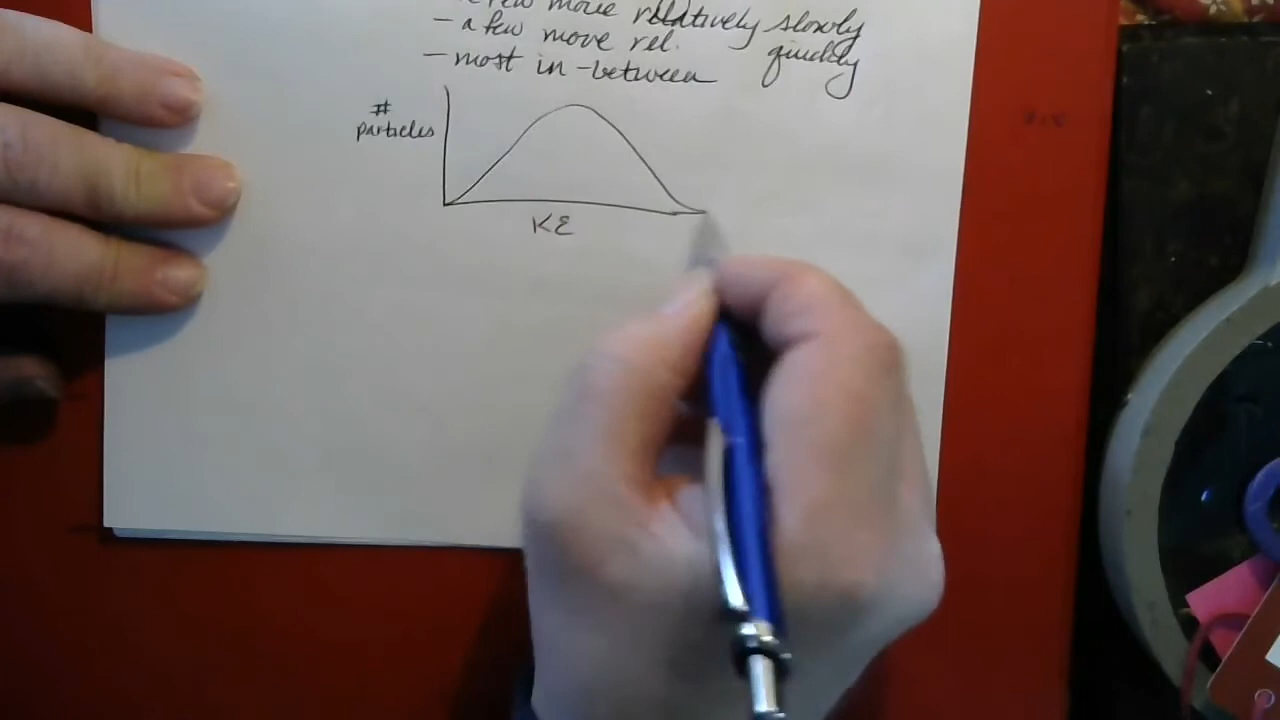 a few move relatively slowly
- a few move rel. quickly
- most in-between
#
particles
KE